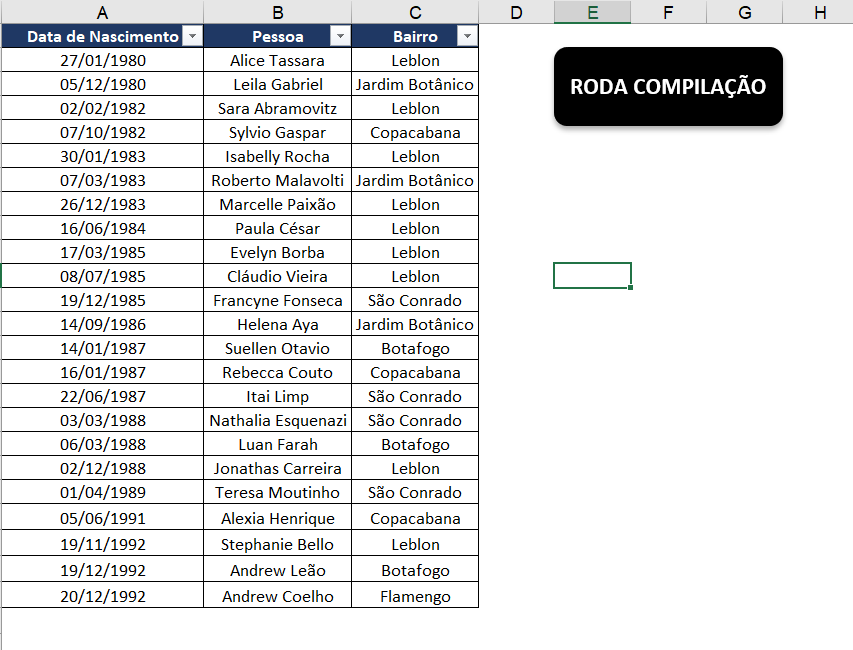 A B C D E F G H
Data de Nascimento Pessoa Bairro
27/01/1980 Alice Tassara Leblon
RODA COMPILAÇÃO
05/12/1980 Leila Gabriel Jardim Botânico
02/02/1982 Sara Abramovitz Leblon
07/10/1982 Sylvio Gaspar Copacabana
30/01/1983 Isabelly Rocha Leblon
07/03/1983 Roberto Malavolti Jardim Botânico
26/12/1983 Marcelle Paixão Leblon
16/06/1984 Paula César Leblon
17/03/1985 Evelyn Borba Leblon
08/07/1985 Cláudio Vieira Leblon
19/12/1985 Francyne Fonseca São Conrado
14/09/1986 Helena Aya Jardim Botânico
14/01/1987 Suellen Otavio Botafogo
16/01/1987 Rebecca Couto Copacabana
22/06/1987 Itai Limp São Conrado
03/03/1988 Nathalia Esquenazi São Conrado
06/03/1988 Luan Farah Botafogo
02/12/1988 Jonathas Carreira Leblon
01/04/1989 Teresa Moutinho São Conrado
05/06/1991 Alexia Henrique Copacabana
19/11/1992 Stephanie Bello Leblon
19/12/1992 Andrew Leão Botafogo
20/12/1992 Andrew Coelho Flamengo